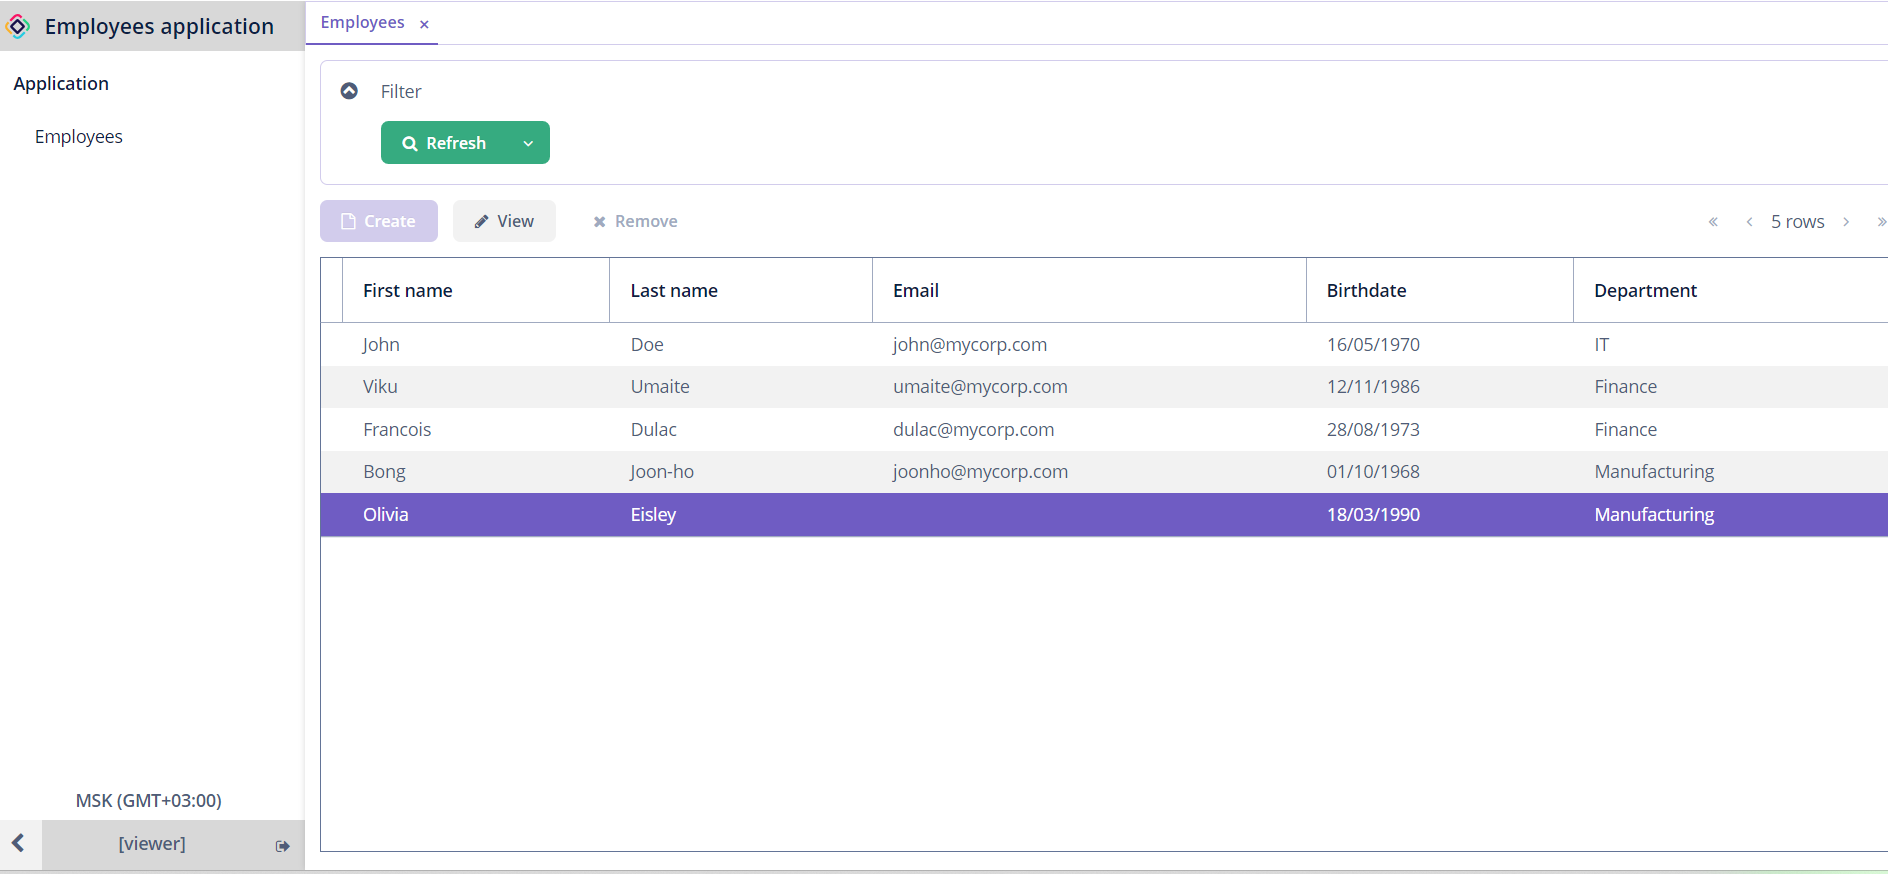 Employees application
Employees ×
Application
Employees
Filter
Refresh
Create View Remove
« ‹ 5 rows › »
First name Last name Email Birthdate Department
John Doe john@mycorp.com 16/05/1970 IT
Viku Umaite umaite@mycorp.com 12/11/1986 Finance
Francois Dulac dulac@mycorp.com 28/08/1973 Finance
Bong Joon-ho joonho@mycorp.com 01/10/1968 Manufacturing
Olivia Eisley 18/03/1990 Manufacturing
MSK (GMT+03:00)
[viewer]